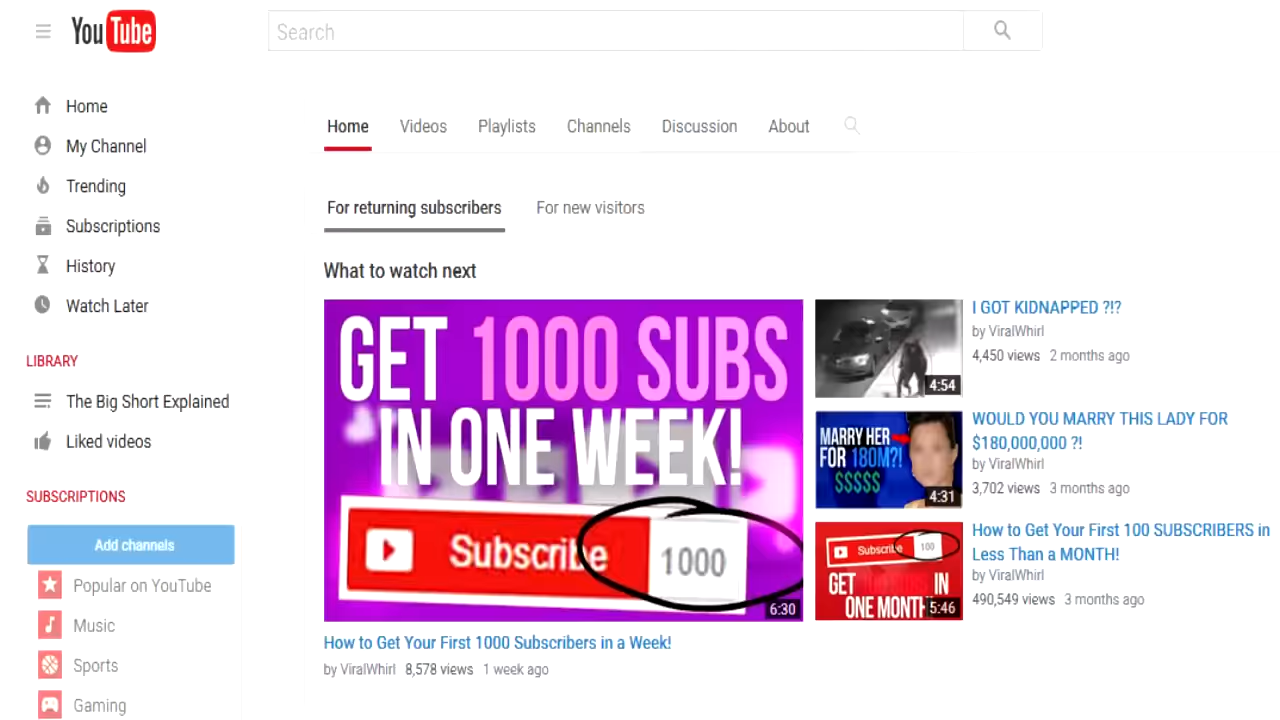 YouTube
Search
Home
My Channel
Trending
Subscriptions
History
Watch Later
LIBRARY
The Big Short Explained
Liked videos
SUBSCRIPTIONS
Add channels
Popular on YouTube
Music
Sports
Gaming
Home Videos Playlists Channels Discussion About
For returning subscribers For new visitors
What to watch next
GET 1000 SUBS
IN ONE WEEK!
Subscribe 1000
6:30
How to Get Your First 1000 Subscribers in a Week!
by ViralWhirl 8,578 views 1 week ago
4:54
I GOT KIDNAPPED ?!?
by ViralWhirl
4,450 views 2 months ago
MARRY HER
FOR 180M?!
$$$$$
4:31
WOULD YOU MARRY THIS LADY FOR
$180,000,000 ?!
by ViralWhirl
3,702 views 3 months ago
Subscribe 100
GET IN
ONE MONTH
5:46
How to Get Your First 100 SUBSCRIBERS in
Less Than a MONTH!
by ViralWhirl
490,549 views 3 months ago